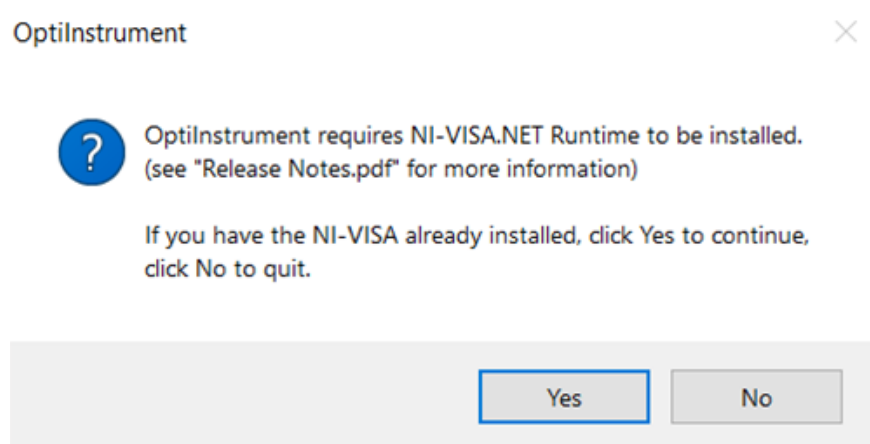 OptiInstrument
OptiInstrument requires NI-VISA.NET Runtime to be installed.
(see "Release Notes.pdf" for more information)
If you have the NI-VISA already installed, click Yes to continue,
click No to quit.
Yes
No